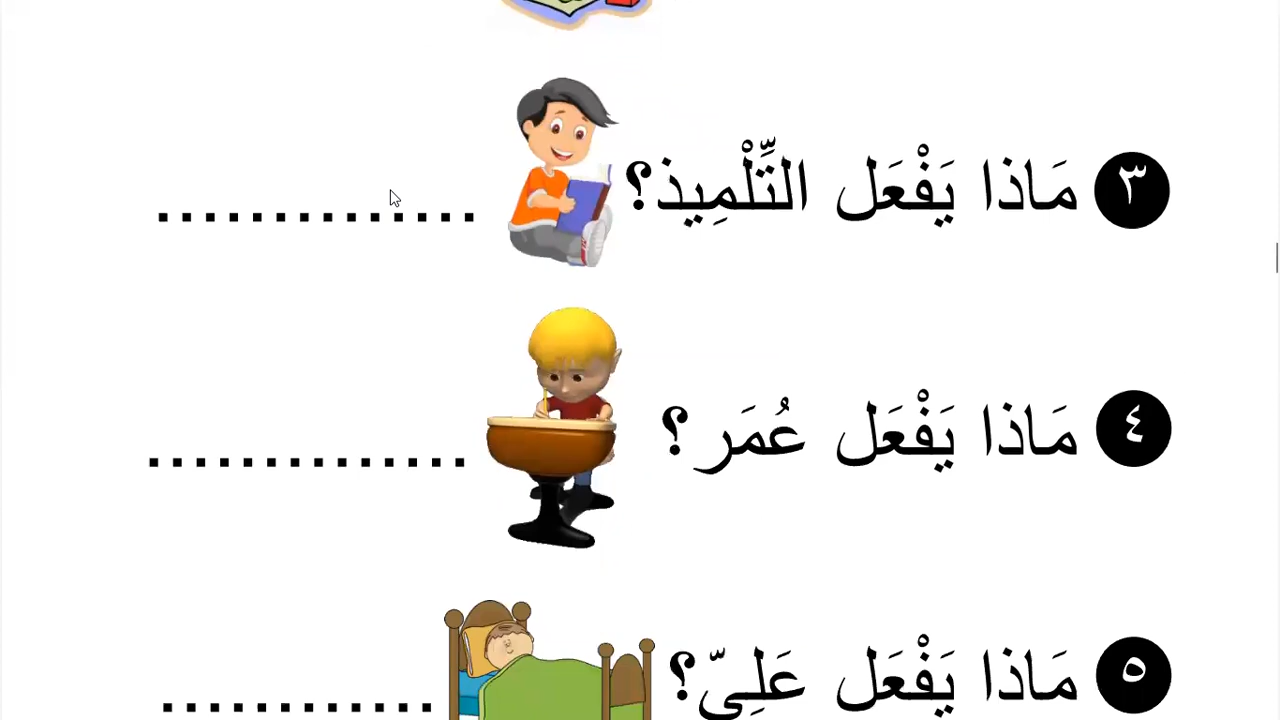 ٣ مَاذا يَفْعَل التِّلْمِيذ؟ ..............
٤ مَاذا يَفْعَل عُمَر؟ ..............
٥ مَاذا يَفْعَل عَلِيّ؟ ............